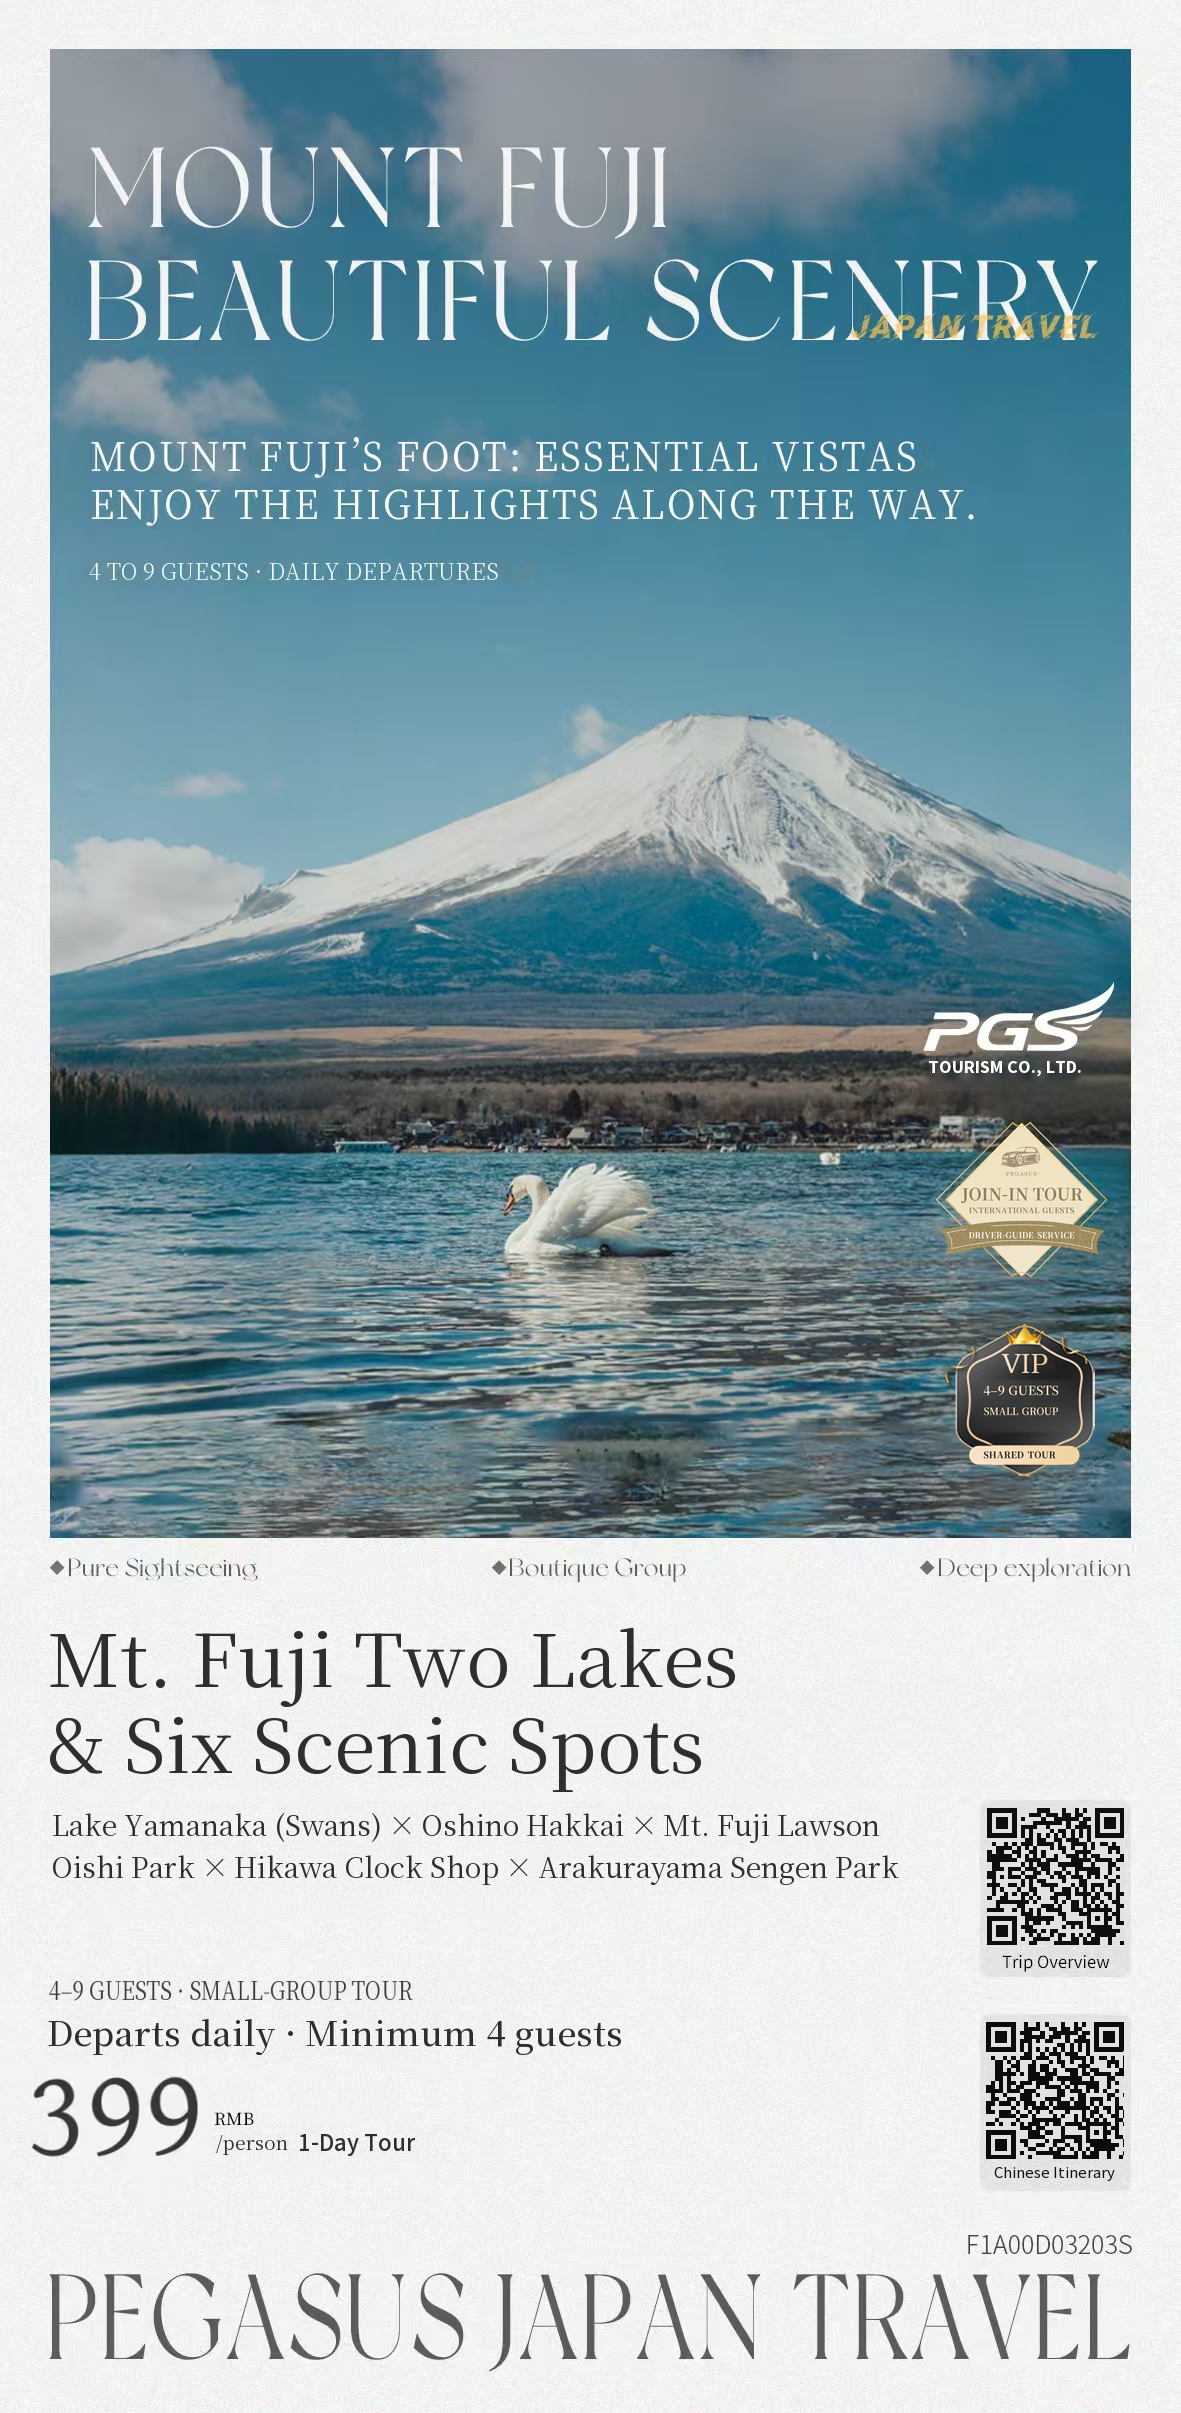 MOUNT FUJI
BEAUTIFUL SCENERY
JAPAN TRAVEL
MOUNT FUJI’S FOOT: ESSENTIAL VISTAS
ENJOY THE HIGHLIGHTS ALONG THE WAY.
4 TO 9 GUESTS · DAILY DEPARTURES
PGS
TOURISM CO., LTD.
PEGASUS
JOIN-IN TOUR
INTERNATIONAL GUESTS
DRIVER-GUIDE SERVICE
VIP
4–9 GUESTS
SMALL GROUP
SHARED TOUR
◆Pure Sightseeing ◆Boutique Group ◆Deep exploration
Mt. Fuji Two Lakes
& Six Scenic Spots
Lake Yamanaka (Swans) × Oshino Hakkai × Mt. Fuji Lawson
Oishi Park × Hikawa Clock Shop × Arakurayama Sengen Park
Trip Overview
4–9 GUESTS · SMALL-GROUP TOUR
Departs daily · Minimum 4 guests
399 RMB
/person 1-Day Tour
Chinese Itinerary
F1A00D03203S
PEGASUS JAPAN TRAVEL